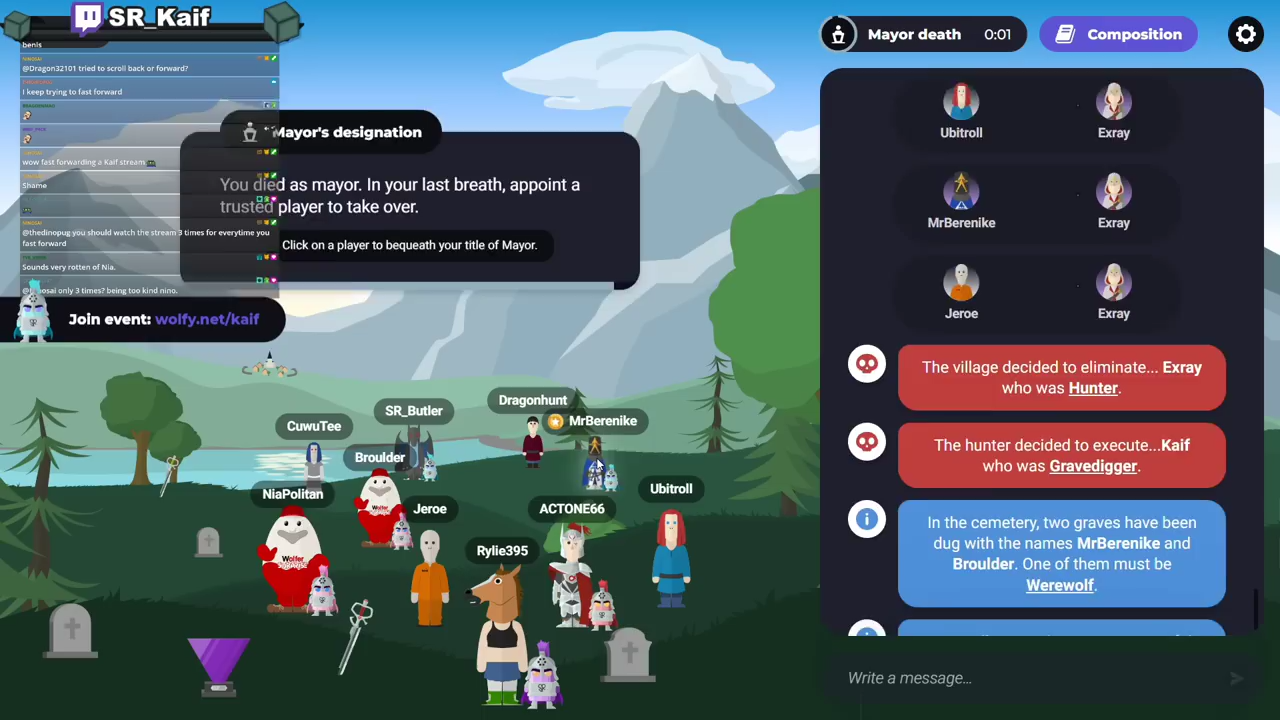 SR_Kaif
benis
@Dragon32101 tried to scroll back or forward?
I keep trying to fast forward
wow fast forwarding a Kaif stream
Shame
@thedinopug you should watch the stream 3 times for everytime you
fast forward
Sounds very rotten of Nia.
only 3 times? being too kind nino.
Join event: wolfy.net/kaif
Mayor's designation
You died as mayor. In your last breath, appoint a
trusted player to take over.
Click on a player to bequeath your title of Mayor.
Dragonhunt
SR_Butler
MrBerenike
CuwuTee
Broulder
Ubitroll
NiaPolitan
Jeroe
ACTONE66
Rylie395
Mayor death 0:01
Composition
Ubitroll Exray
MrBerenike Exray
Jeroe Exray
The village decided to eliminate... Exray
who was Hunter.
The hunter decided to execute...Kaif
who was Gravedigger.
In the cemetery, two graves have been
dug with the names MrBerenike and
Broulder. One of them must be
Werewolf.
Write a message...